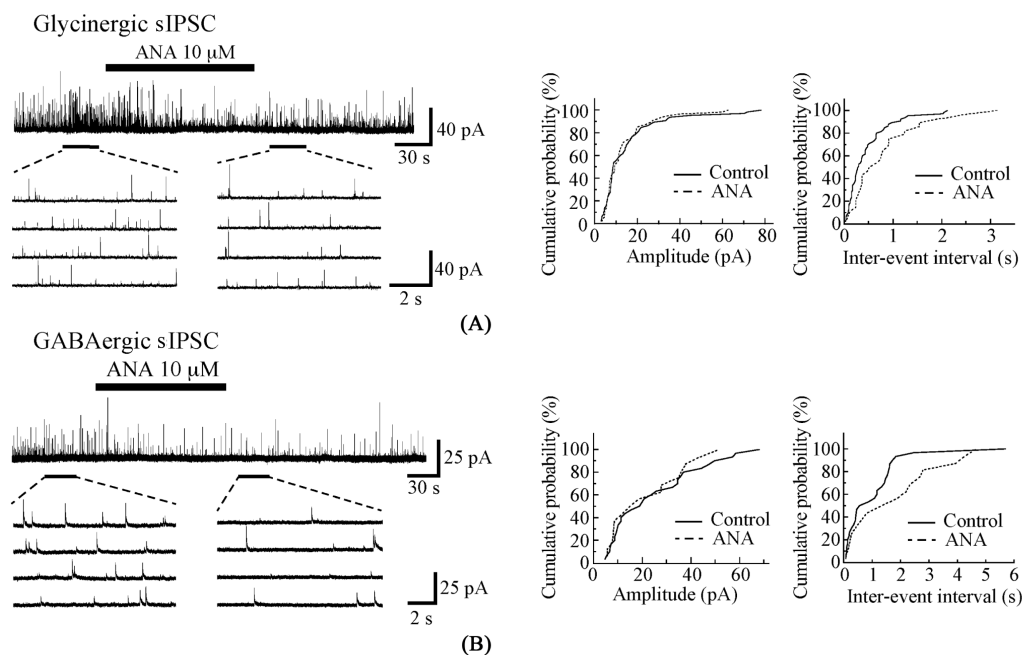 Glycinergic sIPSC
ANA 10 μM
40 pA
30 s
40 pA
2 s
Cumulative probability (%)
100
80
60
40
20
0
0 20 40 60 80
Amplitude (pA)
Control
ANA
Cumulative probability (%)
100
80
60
40
20
0
0 1 2 3
Inter-event interval (s)
Control
ANA
(A)
GABAergic sIPSC
ANA 10 μM
25 pA
30 s
25 pA
2 s
Cumulative probability (%)
100
80
60
40
20
0
0 20 40 60
Amplitude (pA)
Control
ANA
Cumulative probability (%)
100
80
60
40
20
0
0 1 2 3 4 5 6
Inter-event interval (s)
Control
ANA
(B)